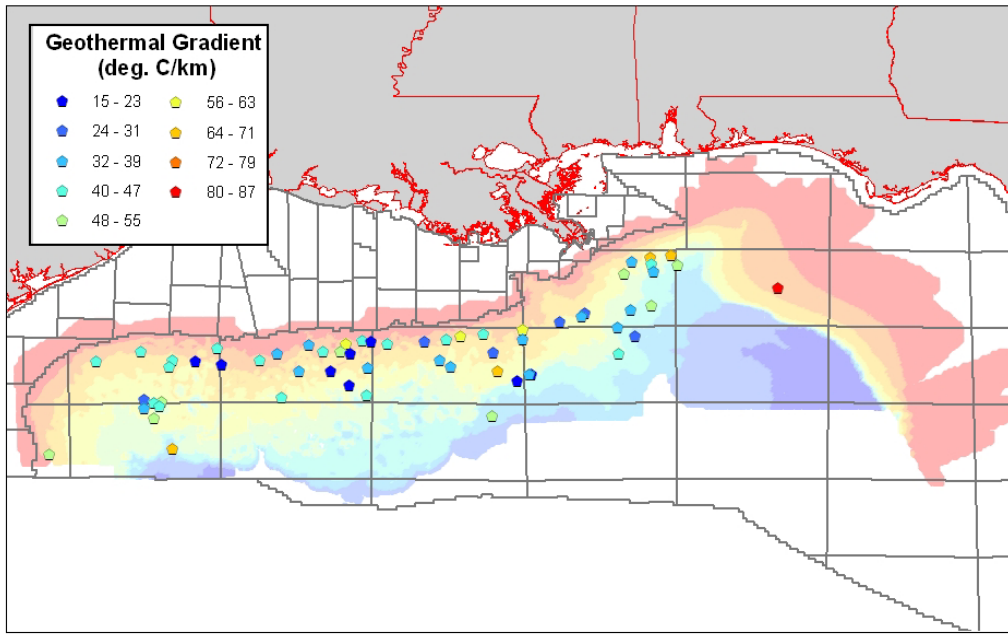 Geothermal Gradient
(deg. C/km)
15 - 23
24 - 31
32 - 39
40 - 47
48 - 55
56 - 63
64 - 71
72 - 79
80 - 87